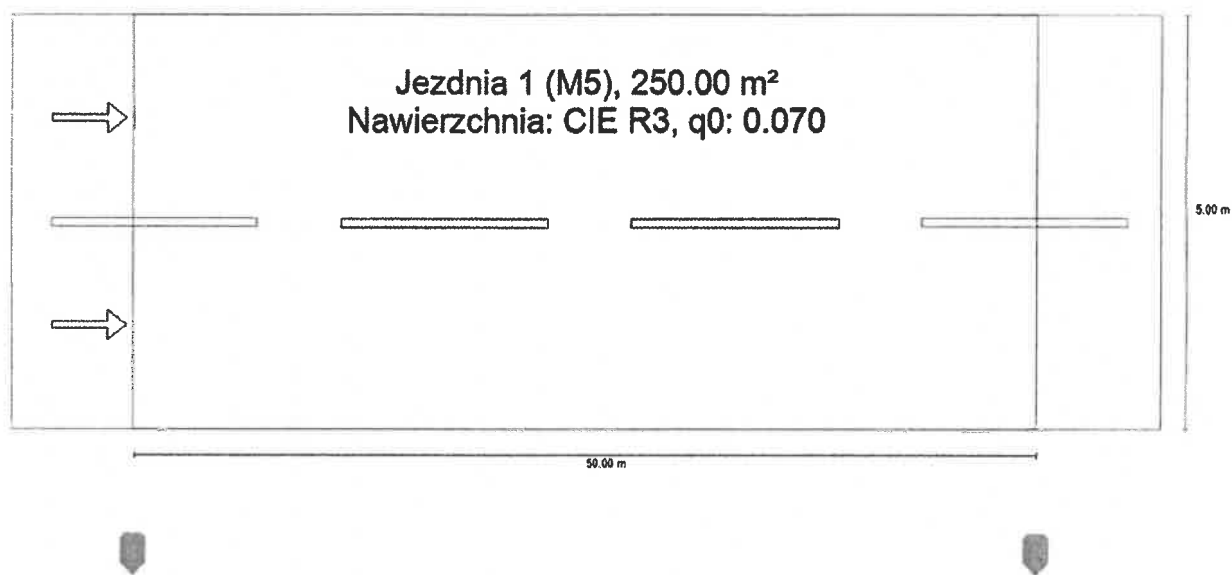 Jezdnia 1 (M5), 250.00 m²
Nawierzchnia: CIE R3, q0: 0.070
5.00 m
50.00 m